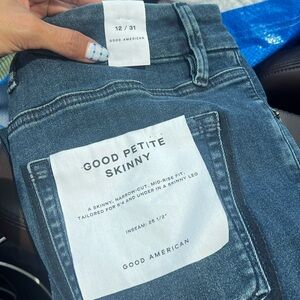 12 / 31
GOOD AMERICAN
GOOD PETITE
SKINNY
A SKINNY, NARROW-CUT, MID-RISE FIT,
TAILORED FOR 5'4 AND UNDER IN A SKINNY LEG
INSEAM: 25 1/2"
GOOD AMERICAN